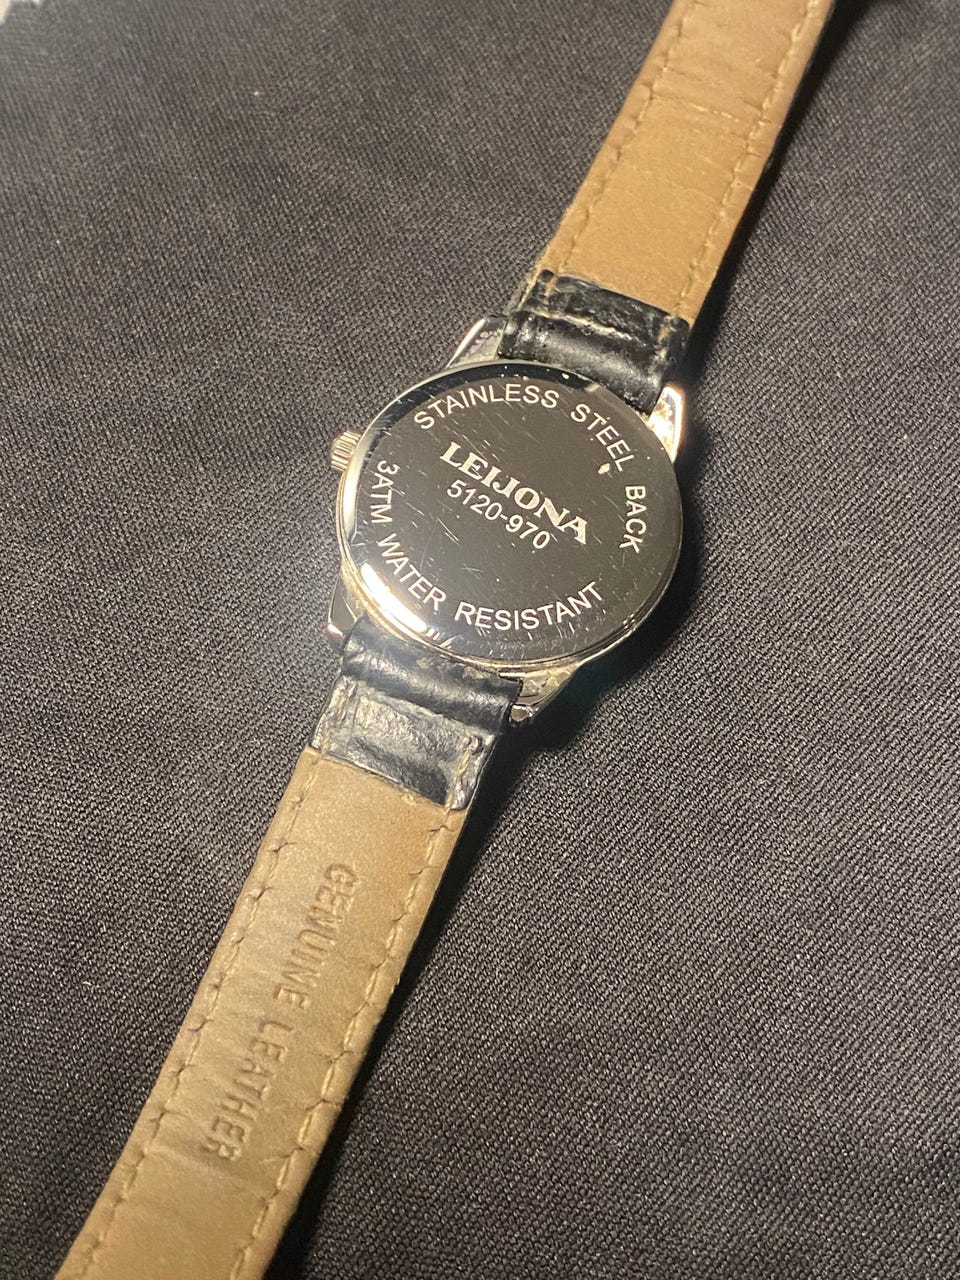 STAINLESS STEEL BACK
LEIJONA
5120-970
3ATM WATER RESISTANT
GENUINE LEATHER